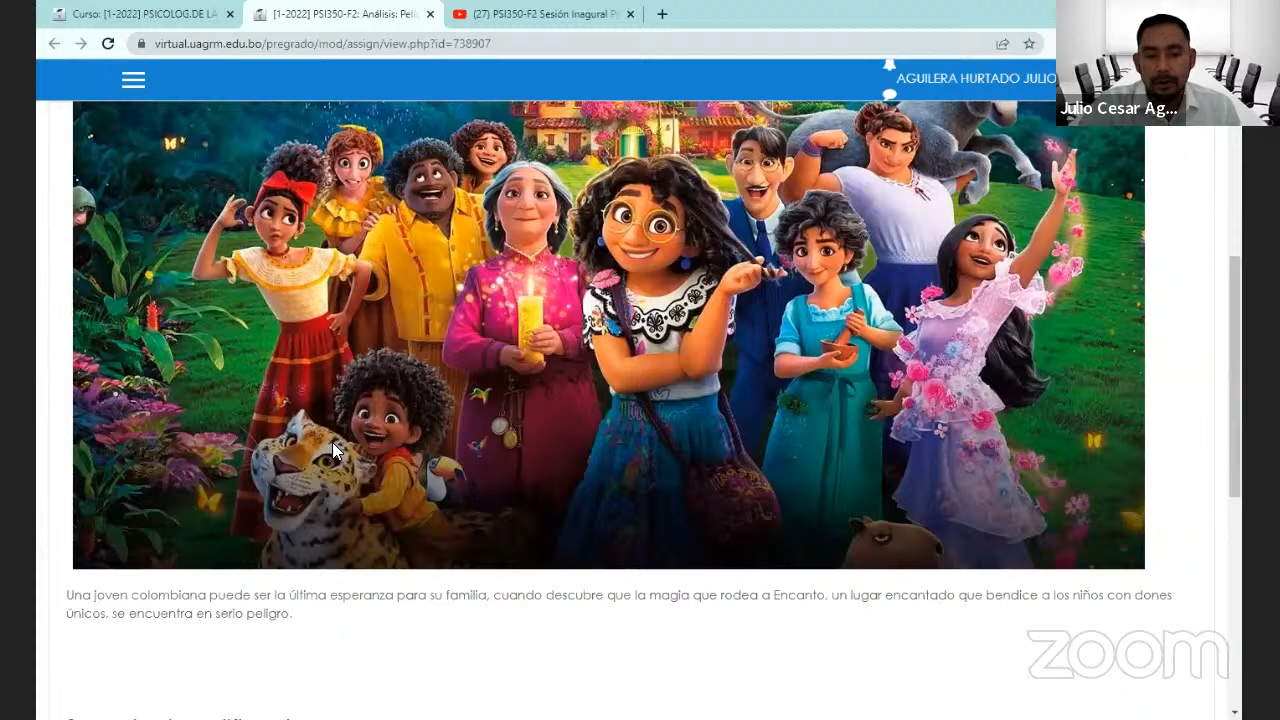 Curso: [1-2022] PSICOLOG.DE LA
[1-2022] PSI350-F2: Análisis: Pelí
(27) PSI350-F2 Sesión Inagural P
virtual.uagrm.edu.bo/pregrado/mod/assign/view.php?id=738907
AGUILERA HURTADO JULIO
Julio Cesar Ag...
Una joven colombiana puede ser la última esperanza para su familia, cuando descubre que la magia que rodea a Encanto, un lugar encantado que bendice a los niños con dones
únicos, se encuentra en serio peligro.
zoom